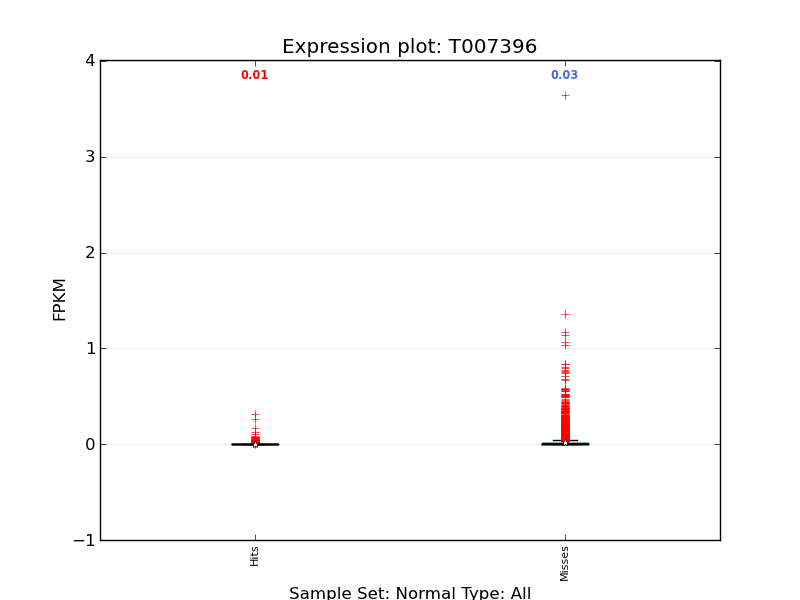 Expression plot: T007396
4
0.01
0.03
3
2
FPKM
1
0
−1
Hits
Misses
Sample Set: Normal Type: All